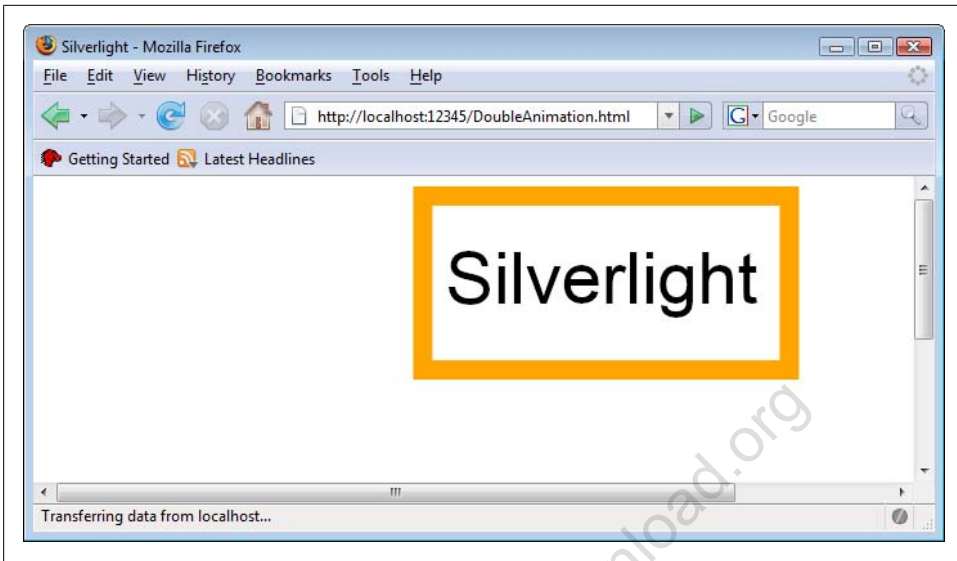 Silverlight - Mozilla Firefox
File Edit View History Bookmarks Tools Help
http://localhost:12345/DoubleAnimation.html G Google
Getting Started Latest Headlines
Silverlight
Transferring data from localhost...